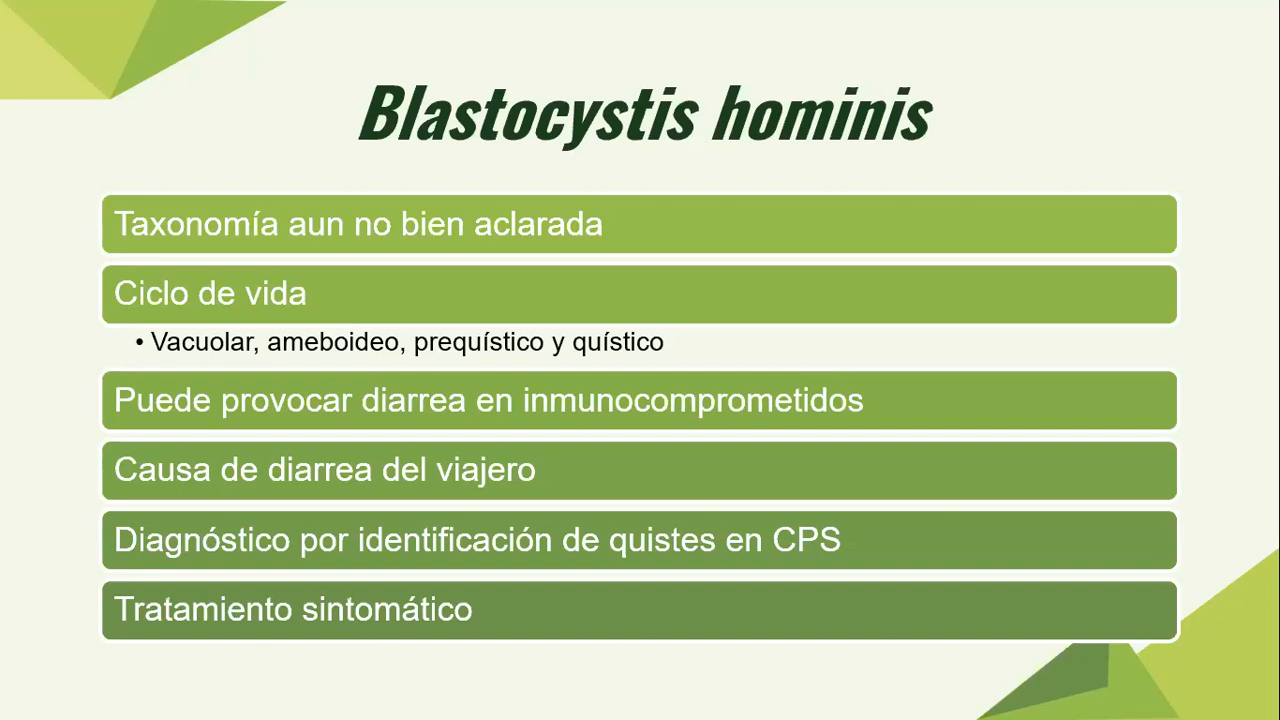 Blastocystis hominis
Taxonomía aun no bien aclarada
Ciclo de vida
• Vacuolar, ameboideo, prequístico y quístico
Puede provocar diarrea en inmunocomprometidos
Causa de diarrea del viajero
Diagnóstico por identificación de quistes en CPS
Tratamiento sintomático